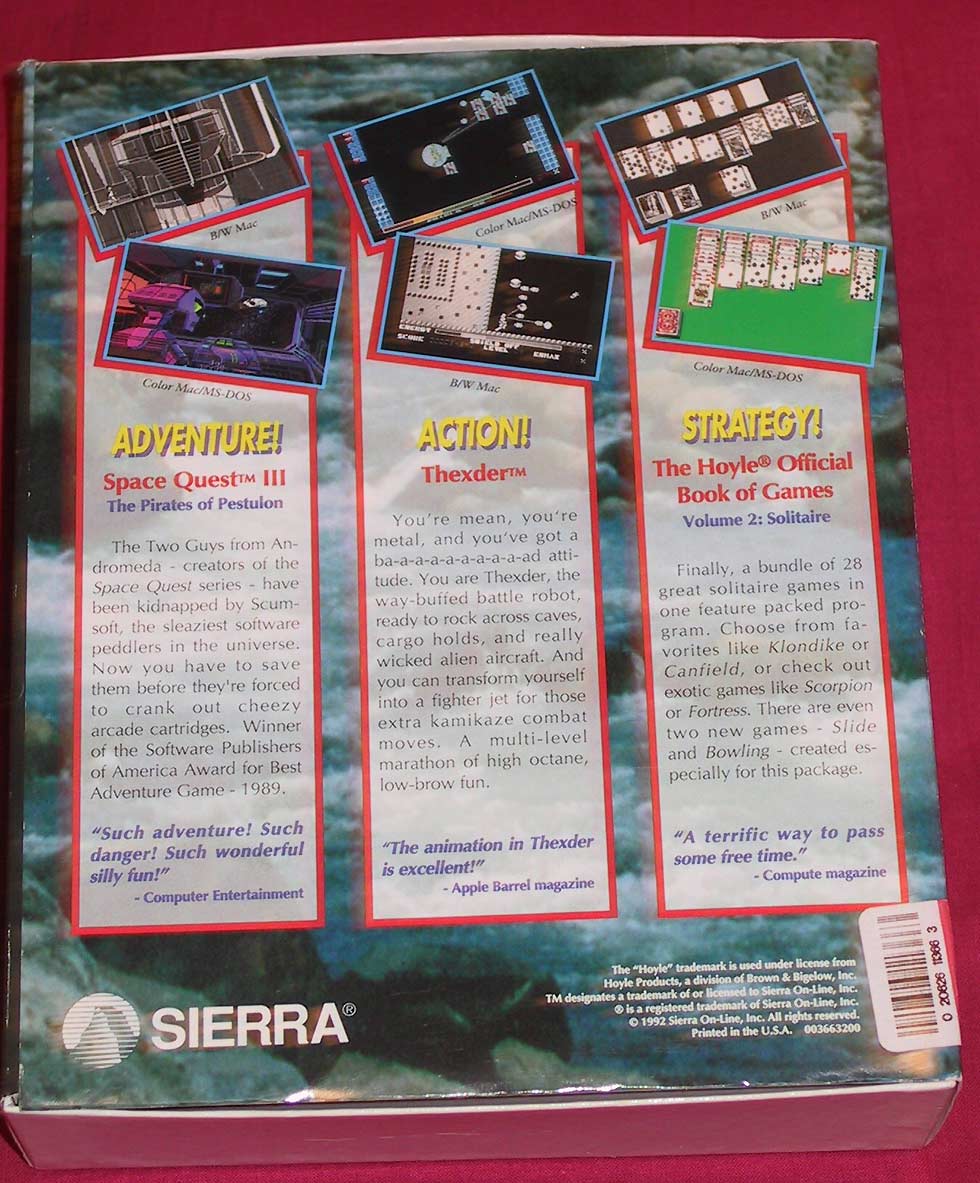 B/W Mac
Color Mac/MS-DOS
ADVENTURE!
Space Quest™ III
The Pirates of Pestulon
The Two Guys from An-
dromeda - creators of the
Space Quest series - have
been kidnapped by Scum-
soft, the sleaziest software
peddlers in the universe.
Now you have to save
them before they're forced
to crank out cheezy
arcade cartridges. Winner
of the Software Publishers
of America Award for Best
Adventure Game - 1989.
“Such adventure! Such
danger! Such wonderful
silly fun!”
- Computer Entertainment
Color Mac/MS-DOS
ENERGY
SCORE
SHIELD OFF
LEVEL
ENMAX
B/W Mac
ACTION!
Thexder™
You're mean, you're
metal, and you've got a
ba-a-a-a-a-a-a-a-ad atti-
tude. You are Thexder, the
way-buffed battle robot,
ready to rock across caves,
cargo holds, and really
wicked alien aircraft. And
you can transform yourself
into a fighter jet for those
extra kamikaze combat
moves. A multi-level
marathon of high octane,
low-brow fun.
“The animation in Thexder
is excellent!”
- Apple Barrel magazine
B/W Mac
Color Mac/MS-DOS
STRATEGY!
The Hoyle® Official
Book of Games
Volume 2: Solitaire
Finally, a bundle of 28
great solitaire games in
one feature packed pro-
gram. Choose from fa-
vorites like Klondike or
Canfield, or check out
exotic games like Scorpion
or Fortress. There are even
two new games - Slide
and Bowling - created es-
pecially for this package.
“A terrific way to pass
some free time.”
- Compute magazine
SIERRA®
The “Hoyle” trademark is used under license from
Hoyle Products, a division of Brown & Bigelow, Inc.
TM designates a trademark of or licensed to Sierra On-Line, Inc.
® is a registered trademark of Sierra On-Line, Inc.
© 1992 Sierra On-Line, Inc. All rights reserved.
Printed in the U.S.A. 003663200
0 20626 11366 3